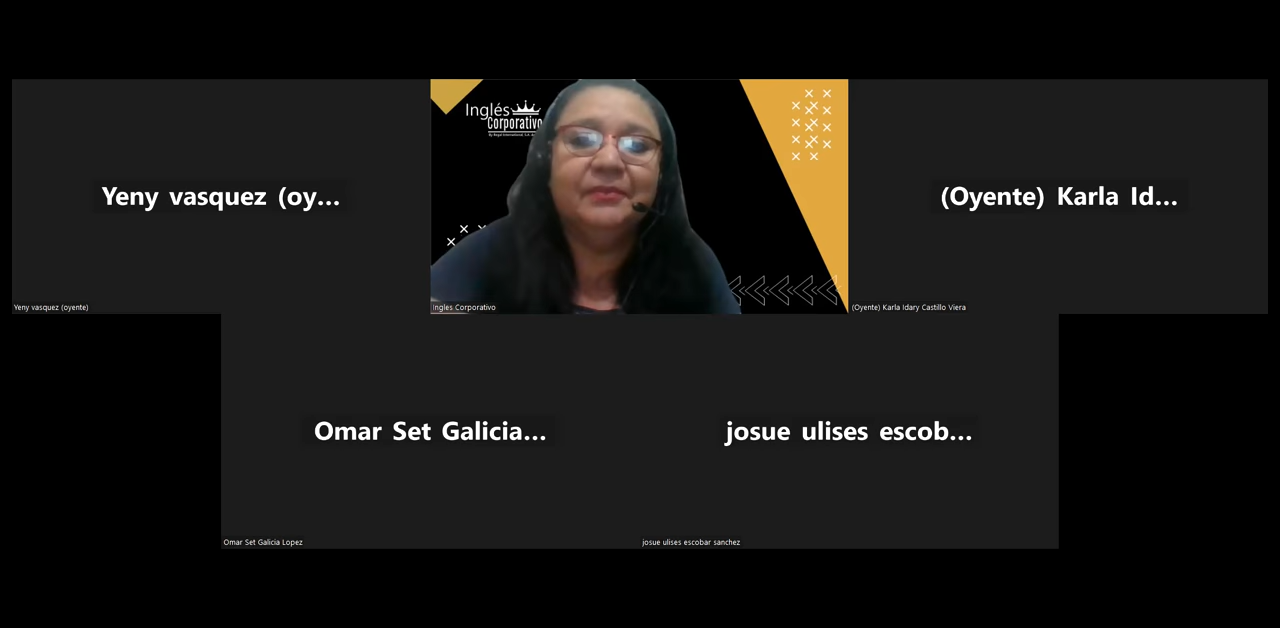 Yeny vasquez (oy...
Yeny vasquez (oyente)
Inglés
Corporativo
Ingles Corporativo
(Oyente) Karla Id...
(Oyente) Karla Idary Castillo Viera
Omar Set Galicia...
Omar Set Galicia Lopez
josue ulises escob...
josue ulises escobar sanchez